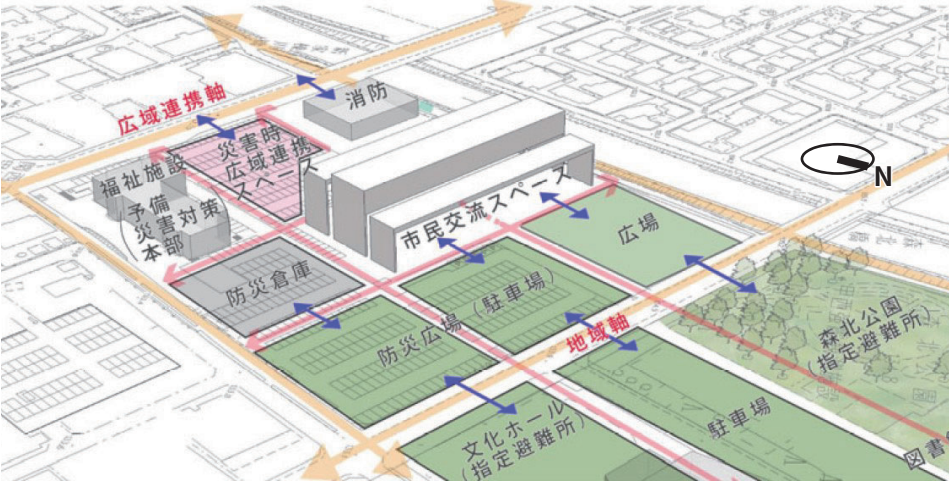 広域連携軸
消防
災害時
広域連携
スペース
福祉施設
(予備
災害対策
本部)
市民交流スペース
N
広場
防災倉庫
防災広場（駐車場）
地域軸
森北公園
(指定避難所)
文化ホール
(指定避難所)
駐車場
図書